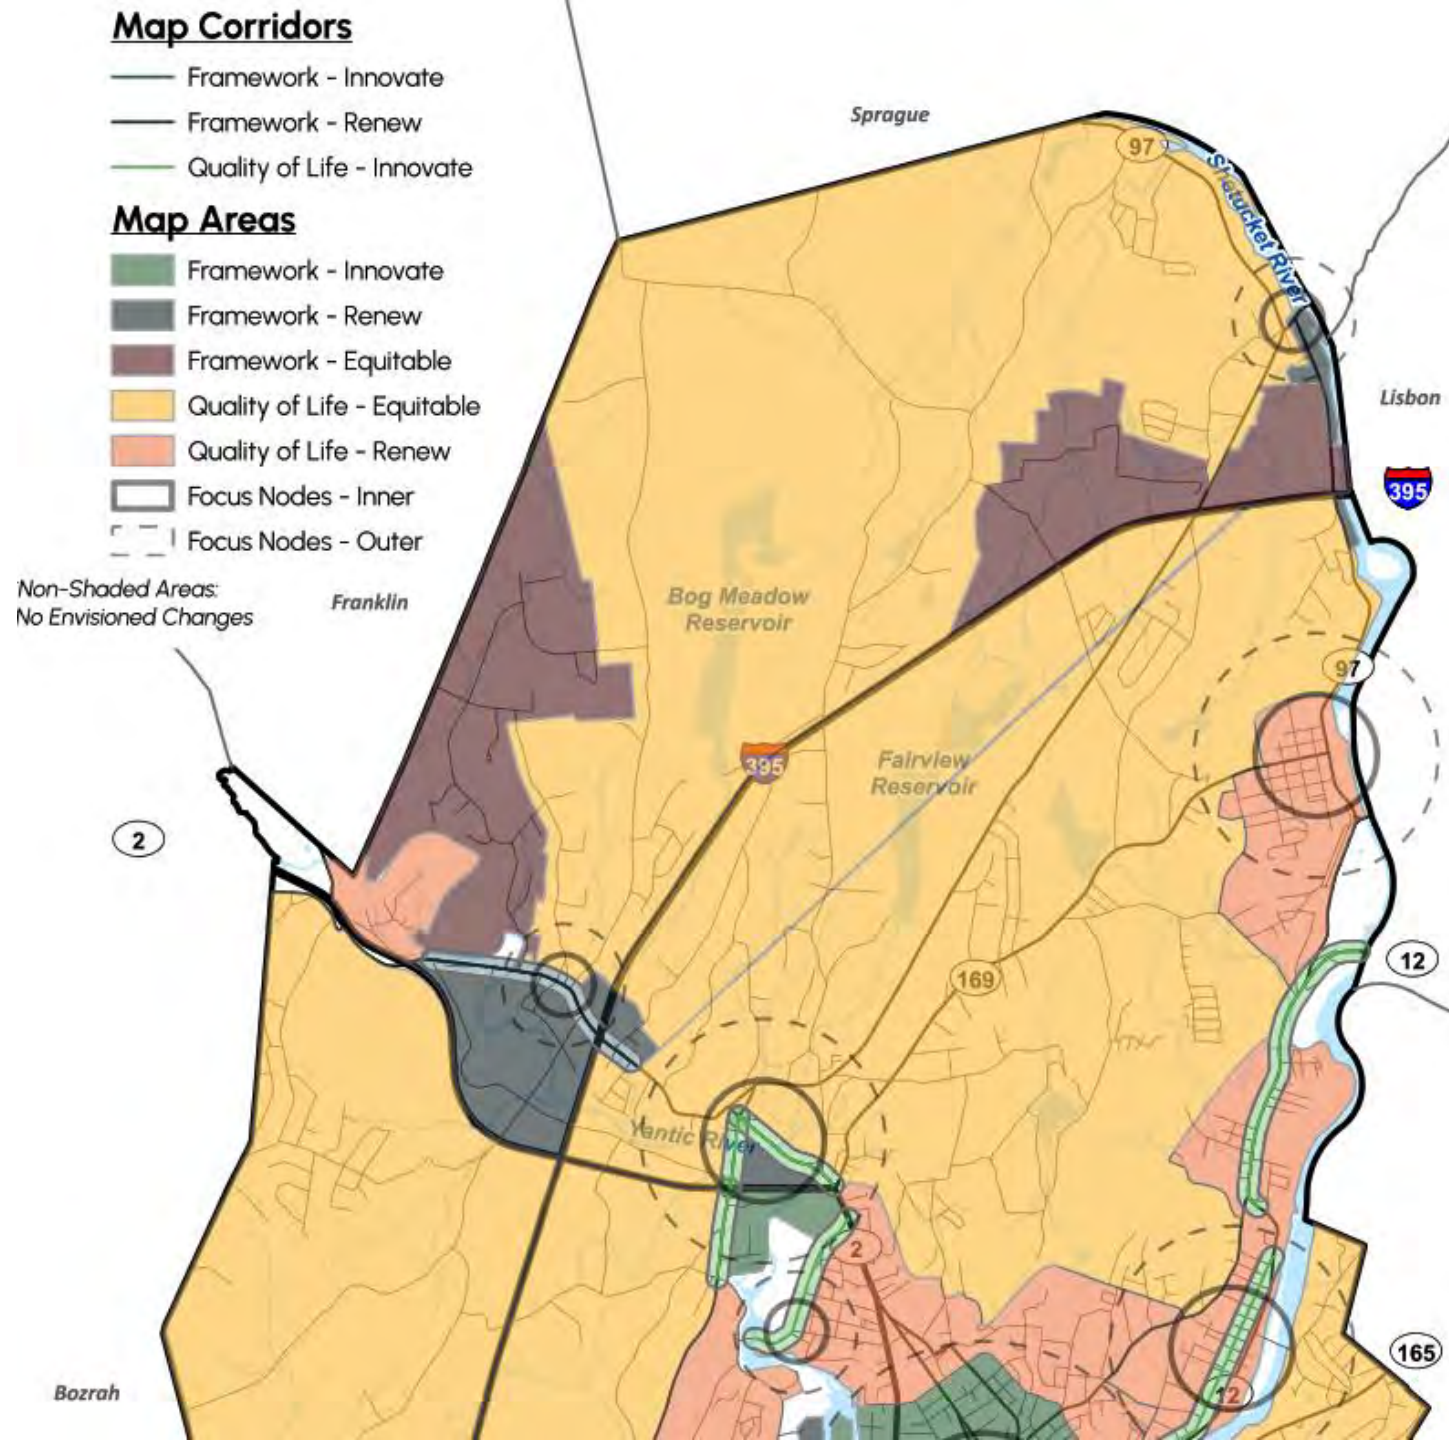 Map Corridors
Framework - Innovate
Framework - Renew
Quality of Life - Innovate
Map Areas
Framework - Innovate
Framework - Renew
Framework - Equitable
Quality of Life - Equitable
Quality of Life - Renew
Focus Nodes - Inner
Focus Nodes - Outer
Non-Shaded Areas:
No Envisioned Changes
Sprague
97
Shetucket River
Lisbon
395
Franklin
Bog Meadow
Reservoir
97
395
Fairview
Reservoir
2
12
169
Yantic River
2
165
12
Bozrah